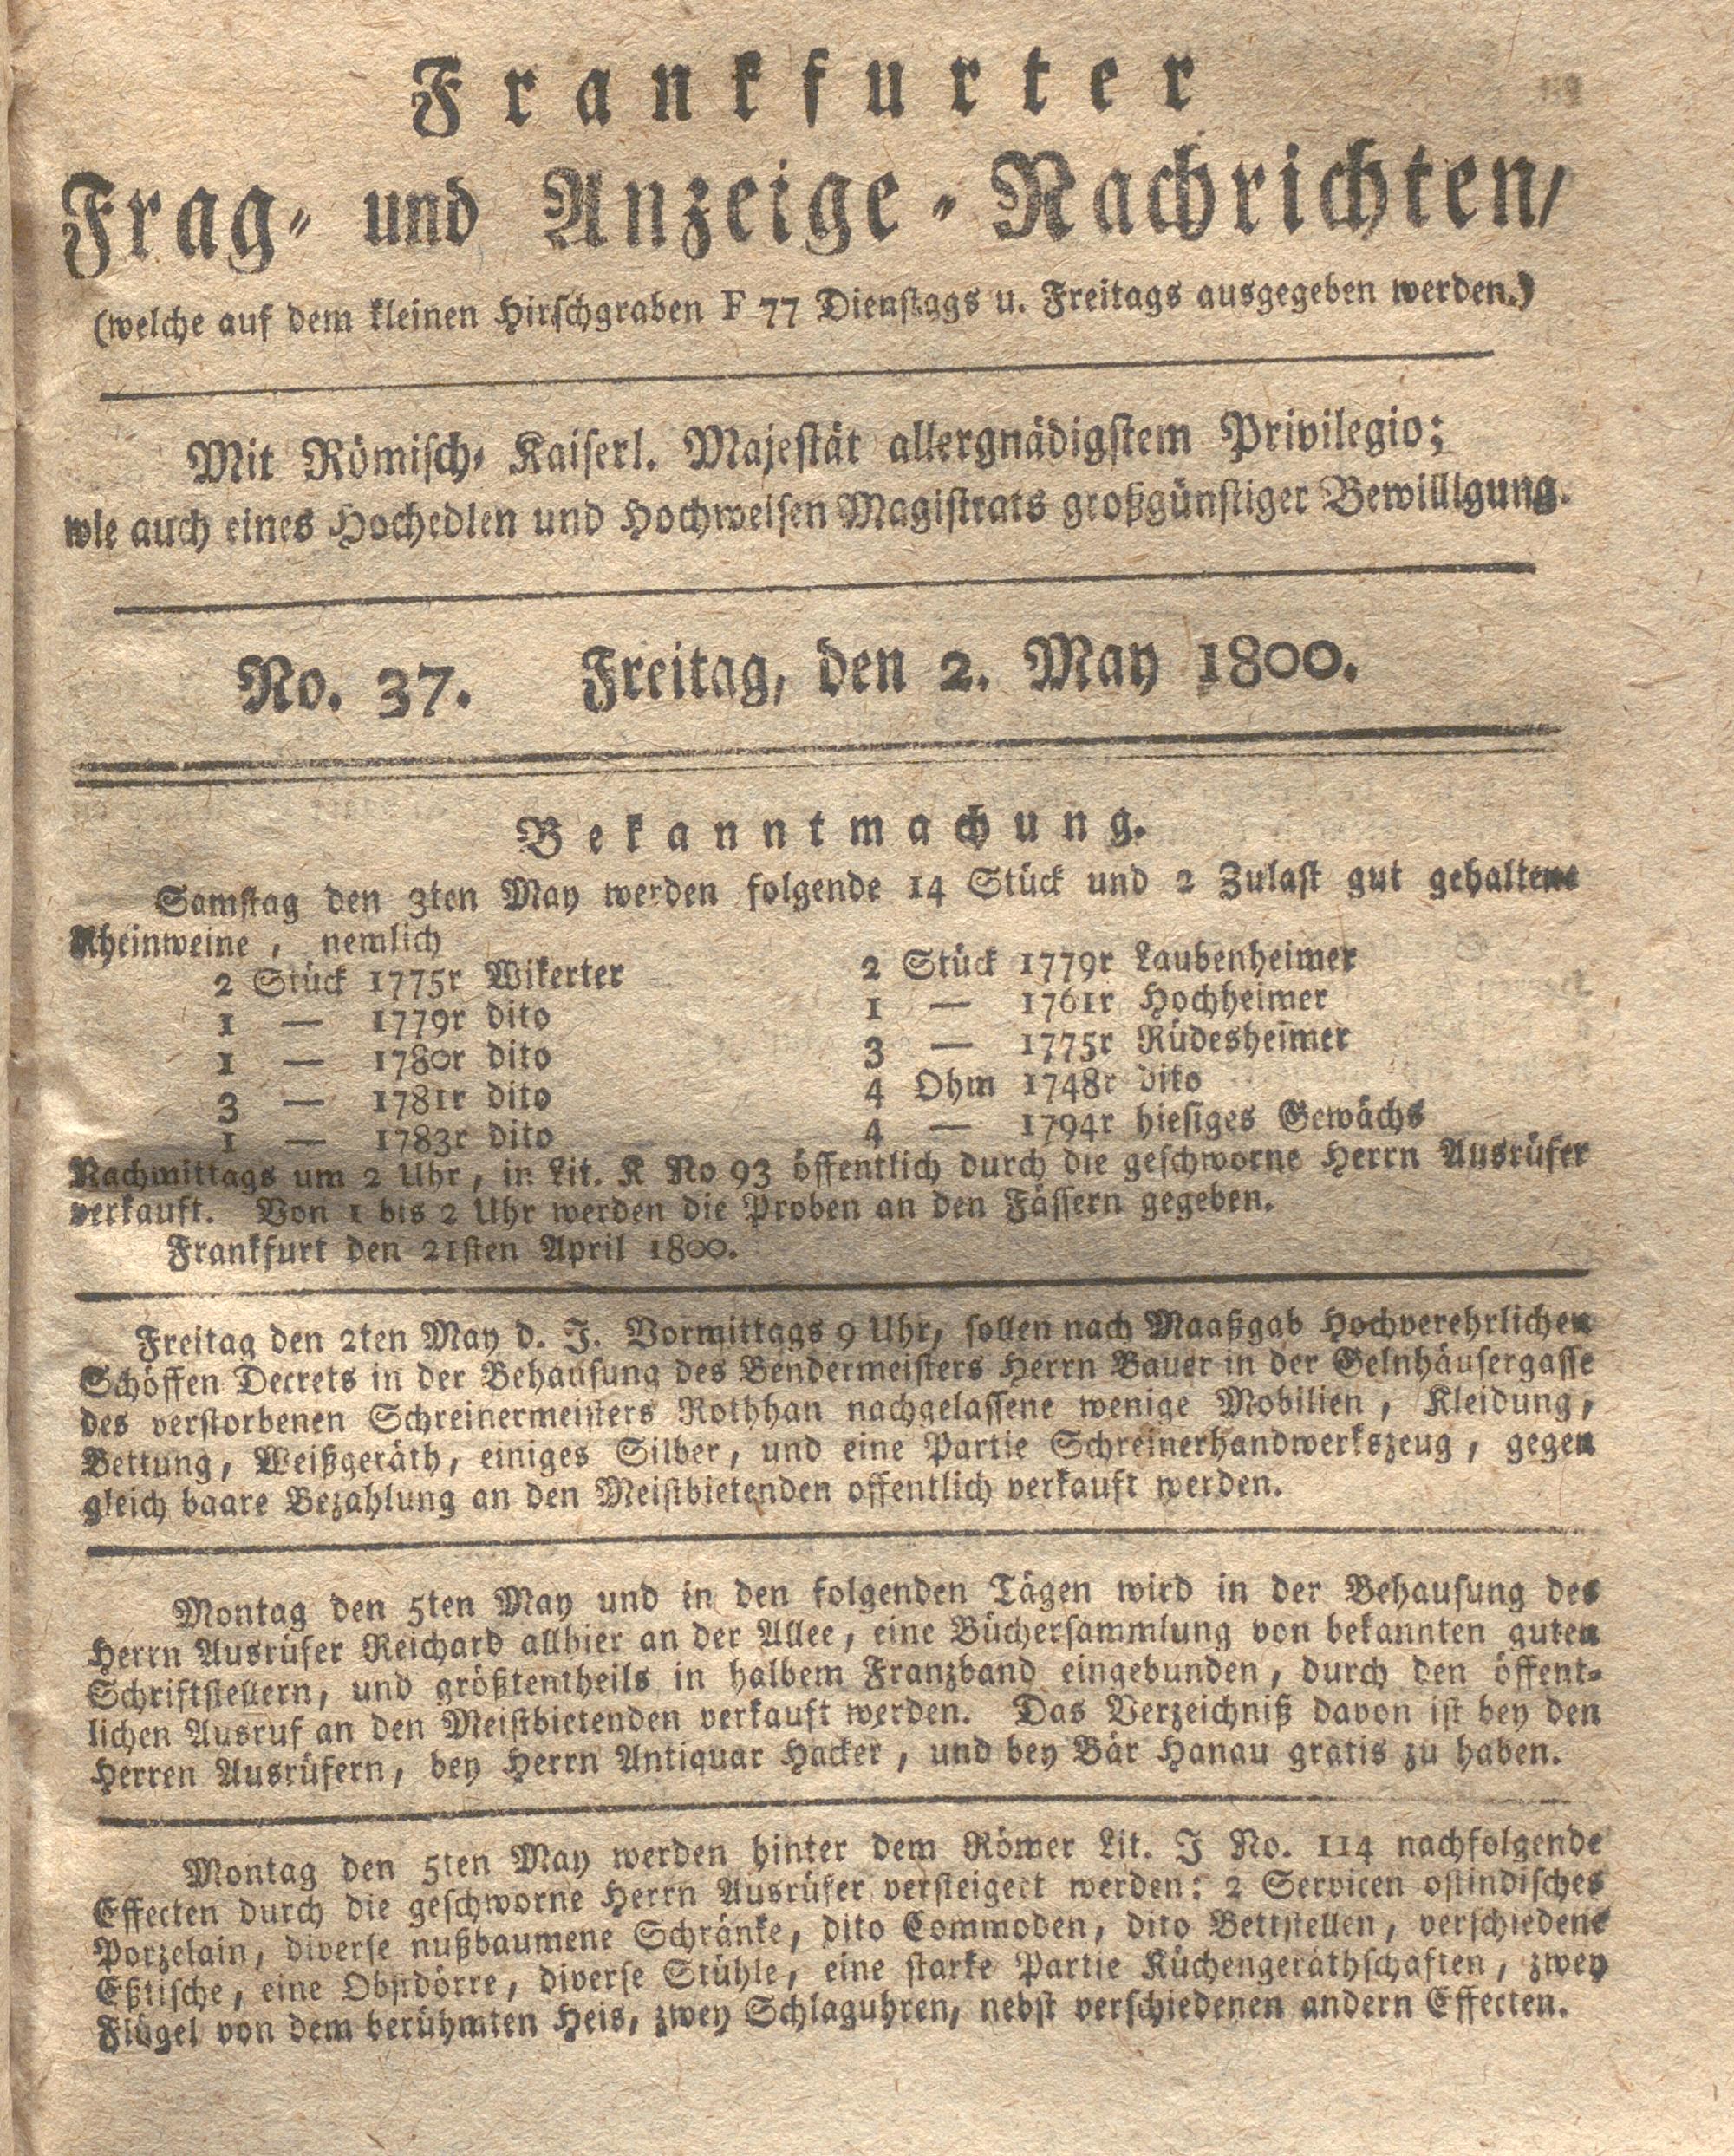 Frankfurter
Frag- und Anzeige-Nachrichten,
(welche auf dem kleinen Hirschgraben F 77 Dienstags u. Freitags ausgegeben werden.)
Mit Römisch-Kaiserl. Majestät allergnädigstem Privilegio;
wie auch eines Hochedlen und Hochweisen Magistrats großgünstiger Bewilligung.
No. 37. Freitag, den 2. May 1800.
Bekanntmachung.
Samstag den 3ten May werden folgende 14 Stück und 2 Zulast gut gehaltene
Rheinweine, nemlich
2 Stück 1775r Wikerter
1 — 1779r dito
1 — 1780r dito
3 — 1781r dito
1 — 1783r dito
2 Stück 1779r Laubenheimer
1 — 1761r Hochheimer
3 — 1775r Rüdesheimer
4 Ohm 1748r dito
4 — 1794r hiesiges Gewächs
Nachmittags um 2 Uhr, in Lit. K No 93 öffentlich durch die geschworne Herrn Ausrüfer
verkauft. Von 1 bis 2 Uhr werden die Proben an den Fässern gegeben.
Frankfurt den 21sten April 1800.
Freitag den 2ten May d. J. Vormittags 9 Uhr, sollen nach Maaßgab Hochverehrlichen
Schöffen Decrets in der Behausung des Bendermeisters Herrn Bauer in der Gelnhäusergasse
des verstorbenen Schreinermeisters Rothhan nachgelassene wenige Mobilien, Kleidung,
Bettung, Weißgeräth, einiges Silber, und eine Partie Schreinerhandwerkszeug, gegen
gleich baare Bezahlung an den Meistbietenden offentlich verkauft werden.
Montag den 5ten May und in den folgenden Tägen wird in der Behausung des
Herrn Ausrüfer Reichard allhier an der Allee, eine Büchersammlung von bekannten guten
Schriftstellern, und größtentheils in halbem Franzband eingebunden, durch den öffent-
lichen Ausruf an den Meistbietenden verkauft werden. Das Verzeichniß davon ist bey den
Herren Ausrüfern, bey Herrn Antiquar Hacker, und bey Bär Hanau gratis zu haben.
Montag den 5ten May werden hinter dem Römer Lit. J No. 114 nachfolgende
Effecten durch die geschworne Herrn Ausrüfer versteigert werden: 2 Servicen ostindisches
Porzelain, diverse nußbaumene Schränke, dito Commoden, dito Bettstellen, verschiedene
Eßtische, eine Obstdörre, diverse Stühle, eine starke Partie Küchengeräthschaften, zwey
Flügel von dem berühmten Heis, zwey Schlaguhren, nebst verschiedenen andern Effecten.